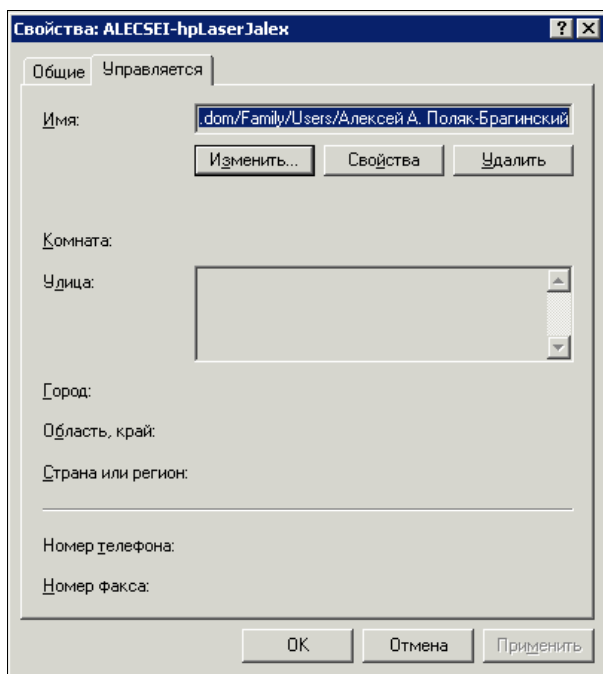 Свойства: ALECSEI-hpLaserJalex
Общие Управляется
Имя: .dom/Family/Users/Алексей А. Поляк-Брагинский
Изменить... Свойства Удалить
Комната:
Улица:
Город:
Область, край:
Страна или регион:
Номер телефона:
Номер факса:
OK Отмена Применить